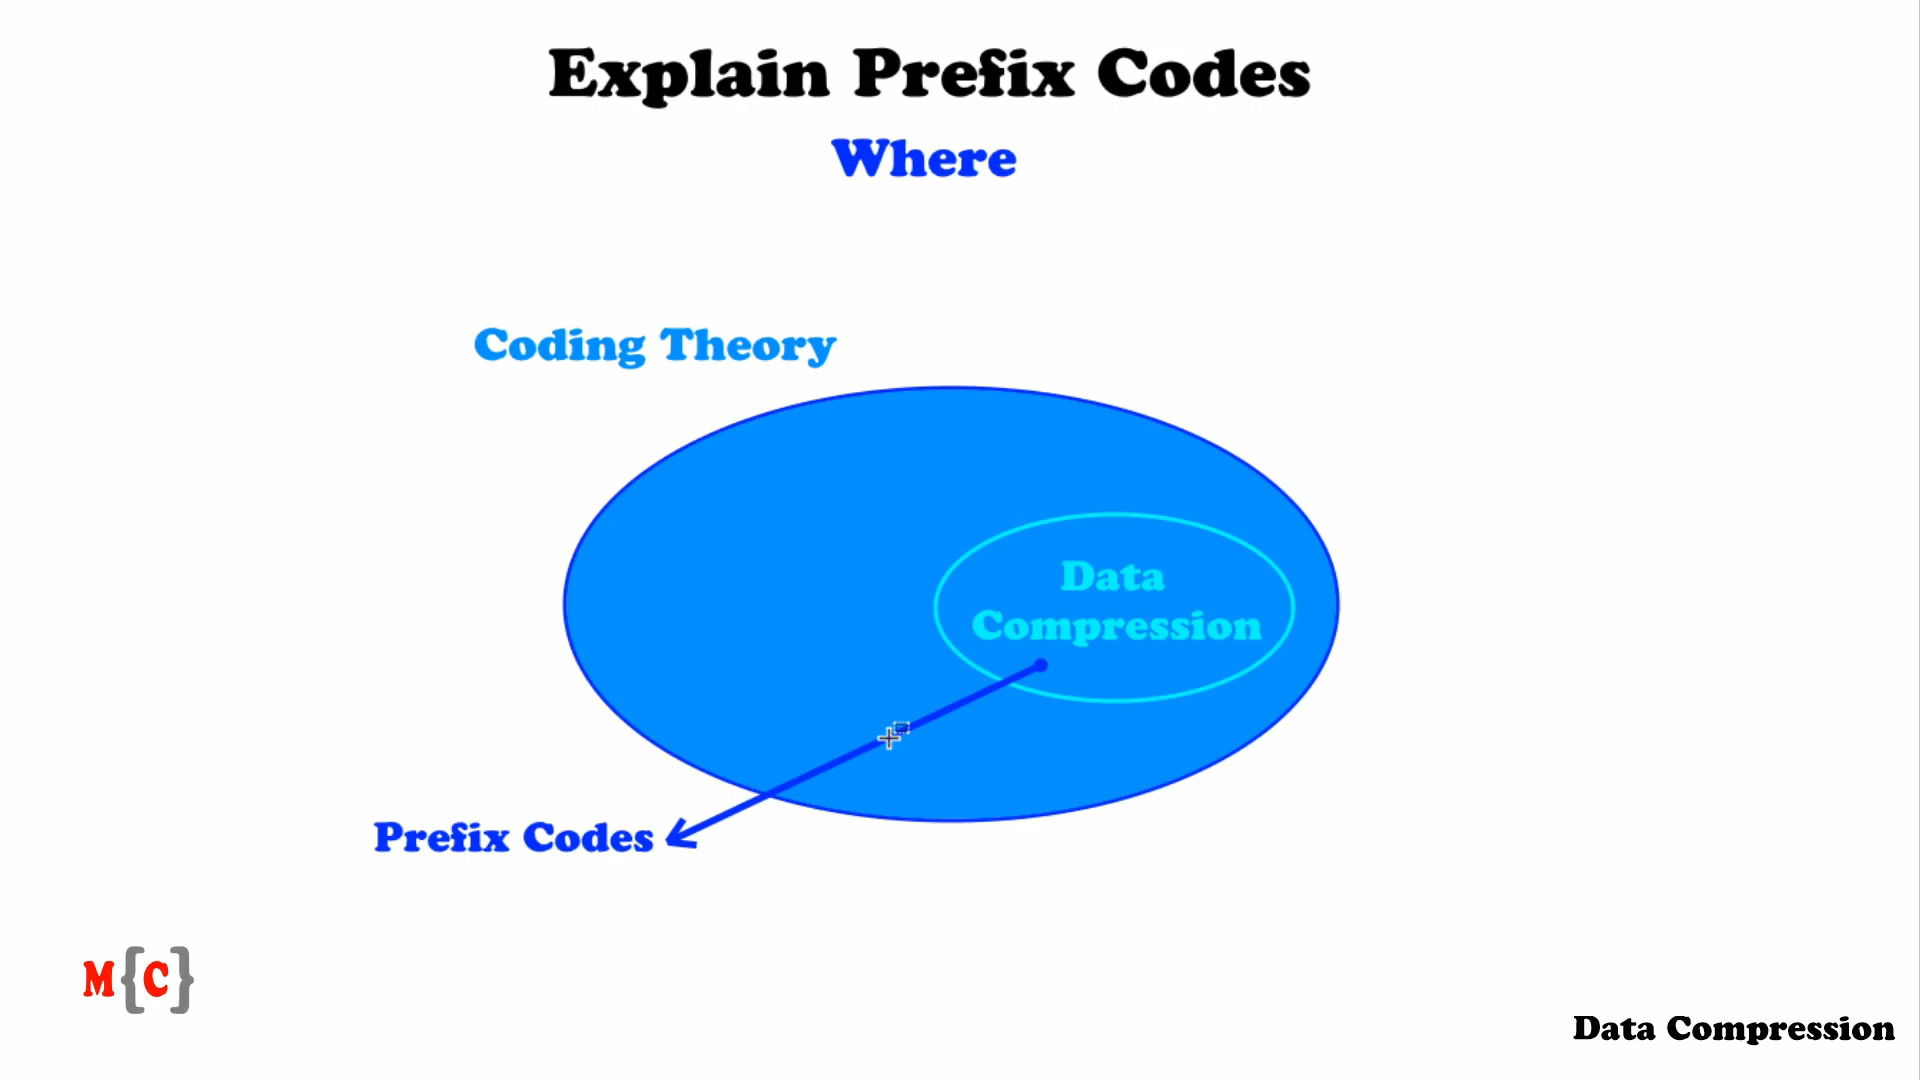 Explain Prefix Codes
Where
Coding Theory
Data
Compression
Prefix Codes
M{C}
Data Compression